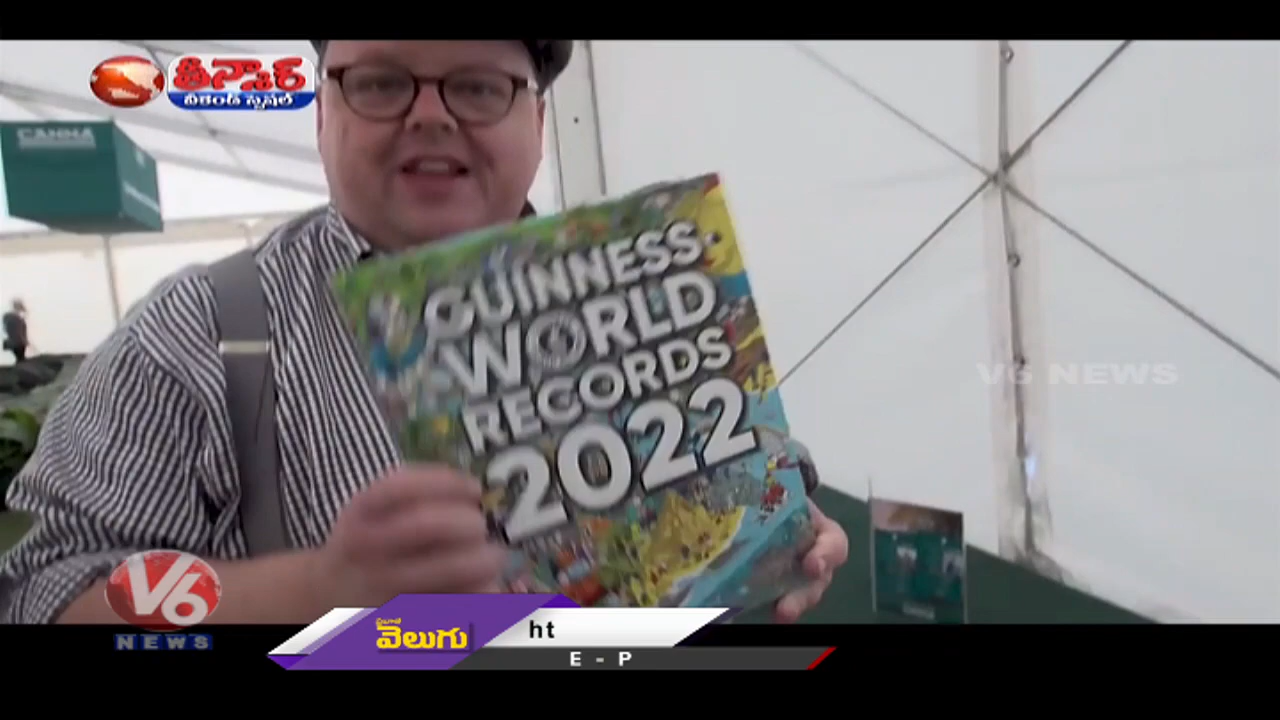 తీన్మార్
వీకెండ్ స్పెషల్
CANNA
GUINNESS
WORLD
RECORDS
2022
V6 NEWS
V6
NEWS
వెలుగు
ht
E - P